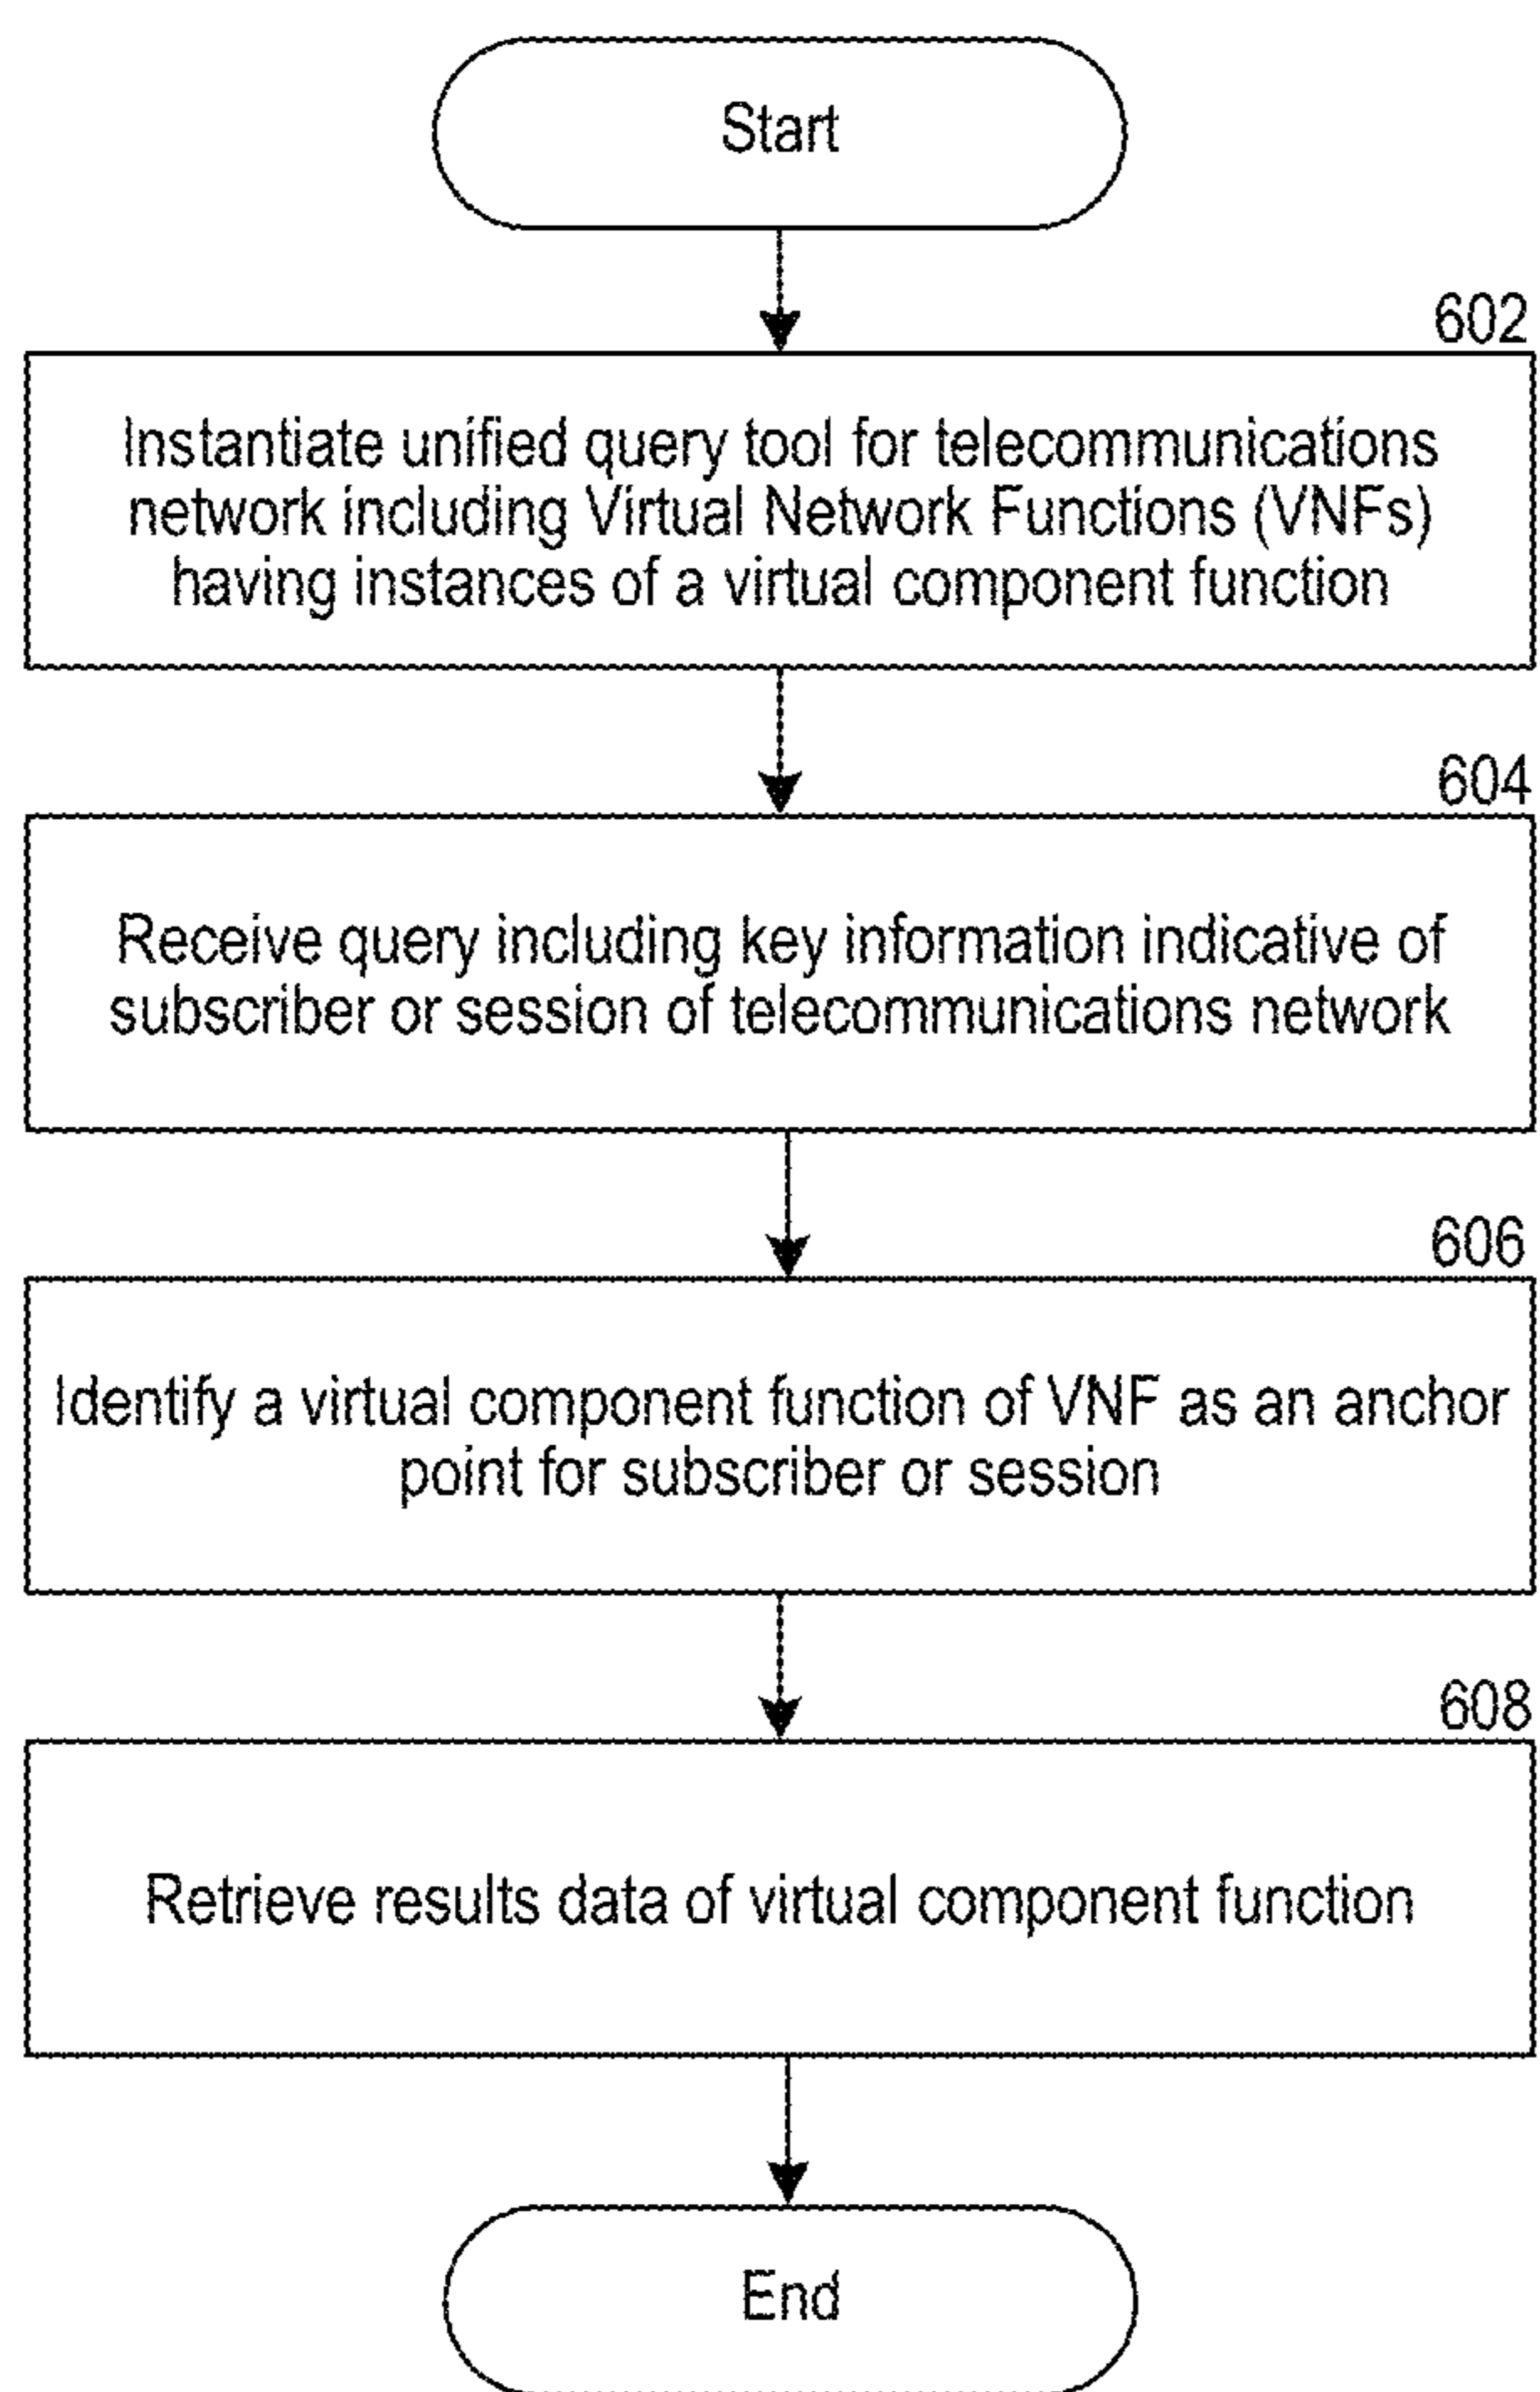 Start
602
Instantiate unified query tool for telecommunications
network including Virtual Network Functions (VNFs)
having instances of a virtual component function
604
Receive query including key information indicative of
subscriber or session of telecommunications network
606
Identify a virtual component function of VNF as an anchor
point for subscriber or session
608
Retrieve results data of virtual component function
End